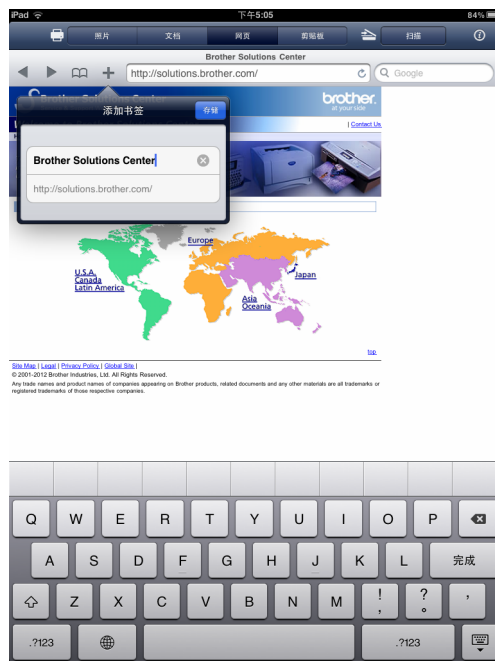 iPad 下午5:05 84%
照片 文档 网页 剪贴板 扫描
Brother Solutions Center
http://solutions.brother.com/ Google
添加书签 存储
brother.
at your side
Contact Us
Brother Solutions Center
http://solutions.brother.com/
Europe
U.S.A.
Canada
Latin America
Japan
Asia
Oceania
top
Site Map | Legal | Privacy Policy | Global Site |
© 2001-2012 Brother Industries, Ltd. All Rights Reserved.
Any trade names and product names of companies appearing on Brother products, related documents and any other materials are all trademarks or
registered trademarks of those respective companies.
Q W E R T Y U I O P
A S D F G H J K L 完成
Z X C V B N M ! , ? 。 ’
.?123 .?123